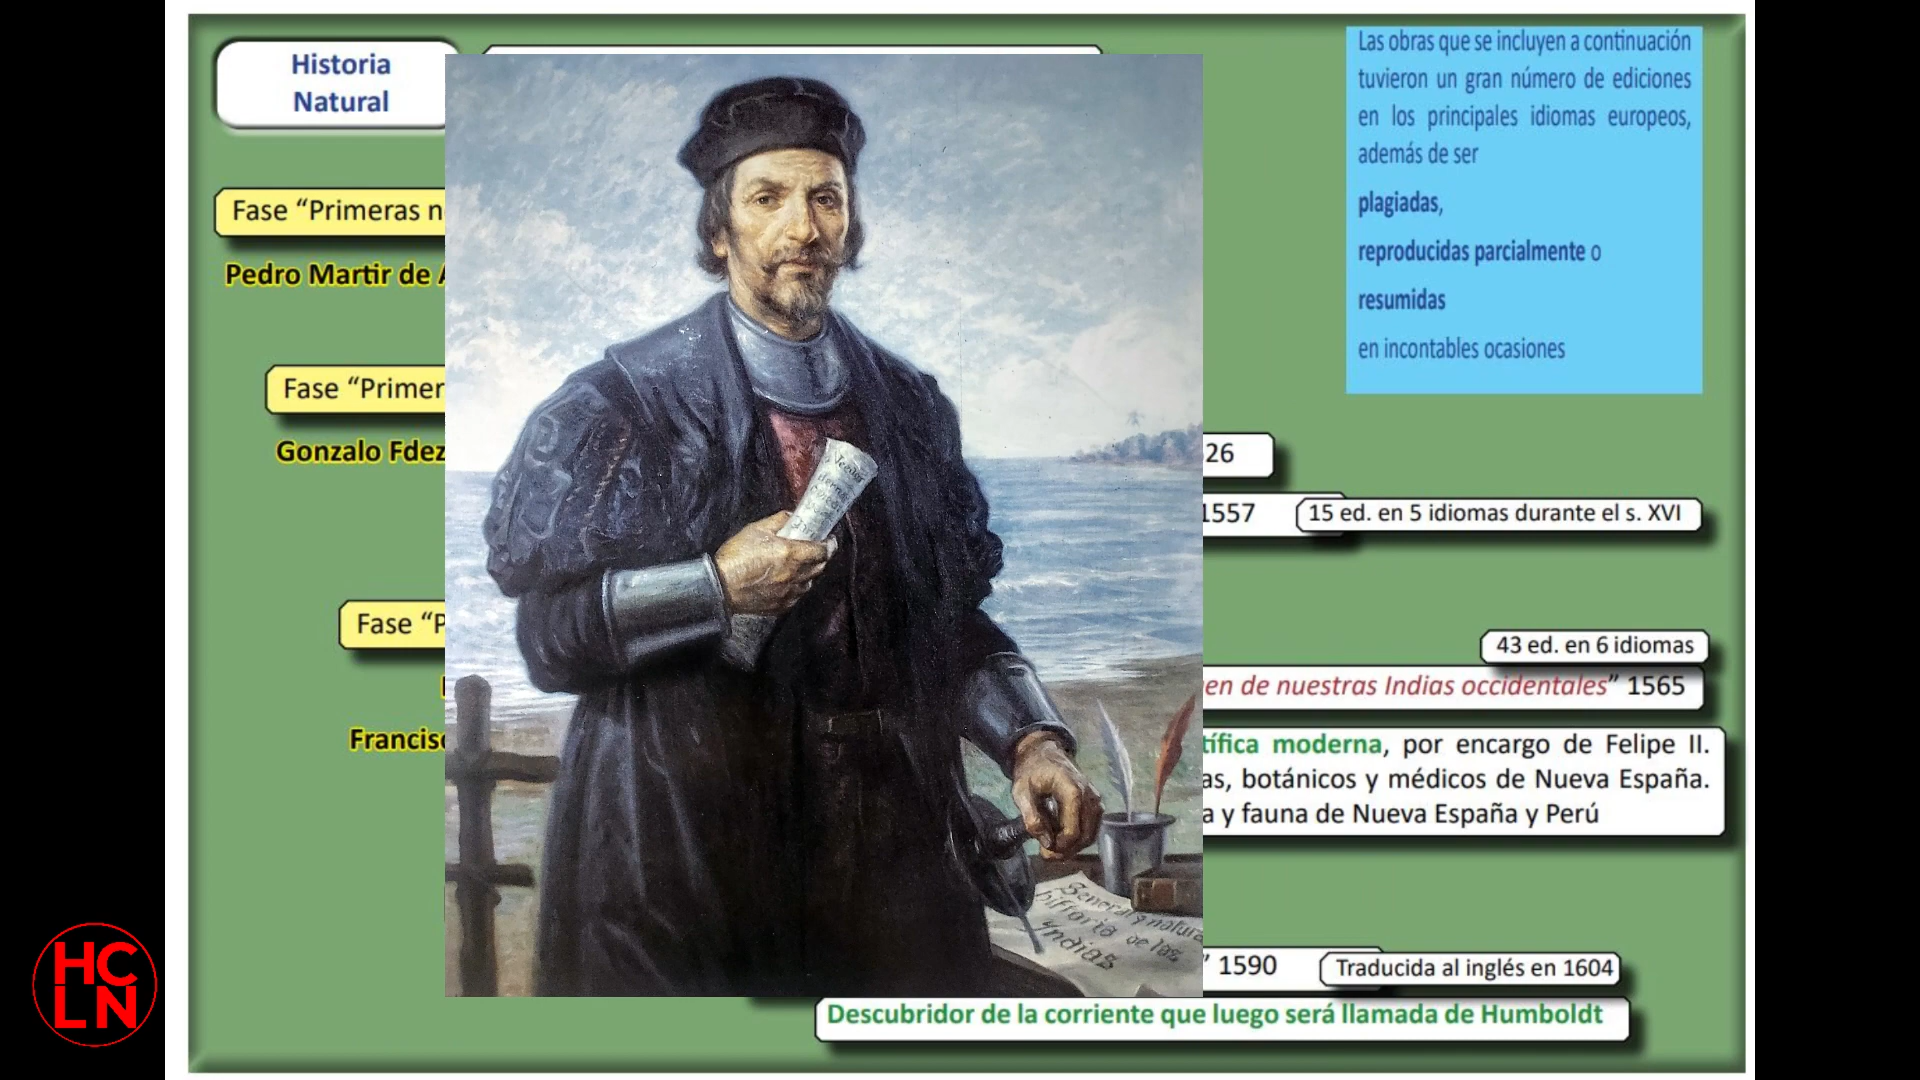 Historia
Natural
Las obras que se incluyen a continuación
tuvieron un gran número de ediciones
en los principales idiomas europeos,
además de ser
plagiadas,
reproducidas parcialmente o
resumidas
en incontables ocasiones
Fase “Primeras n
Pedro Martir de
Fase “Primer
Gonzalo Fdez
26
1557
15 ed. en 5 idiomas durante el s. XVI
Fase “P
43 ed. en 6 idiomas
en de nuestras Indias occidentales” 1565
Francisc
tífica moderna, por encargo de Felipe II.
as, botánicos y médicos de Nueva España.
a y fauna de Nueva España y Perú
General y natura
historia de las
Yndias
” 1590
Traducida al inglés en 1604
Descubridor de la corriente que luego será llamada de Humboldt
HC
LN